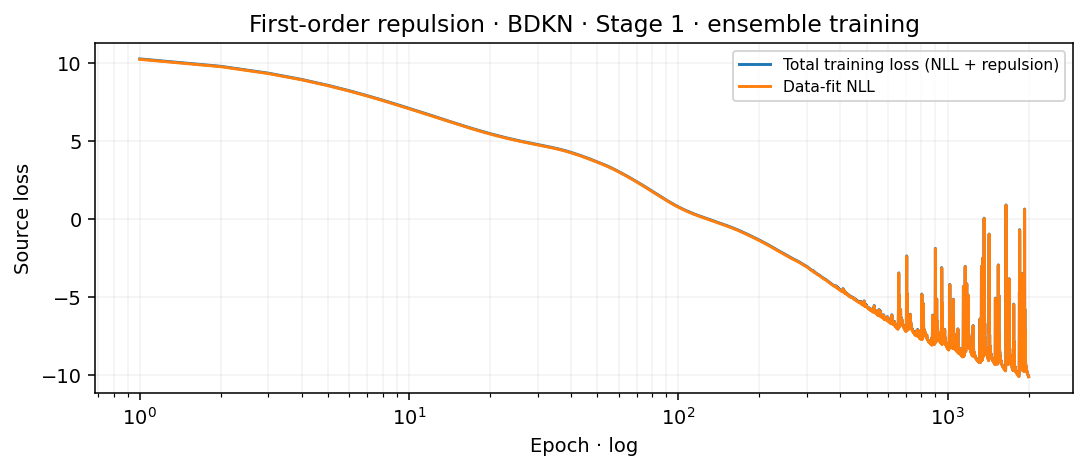 First-order repulsion · BDKN · Stage 1 · ensemble training
Total training loss (NLL + repulsion)
Data-fit NLL
Source loss
10
5
0
−5
−10
10⁰
10¹
10²
10³
Epoch · log